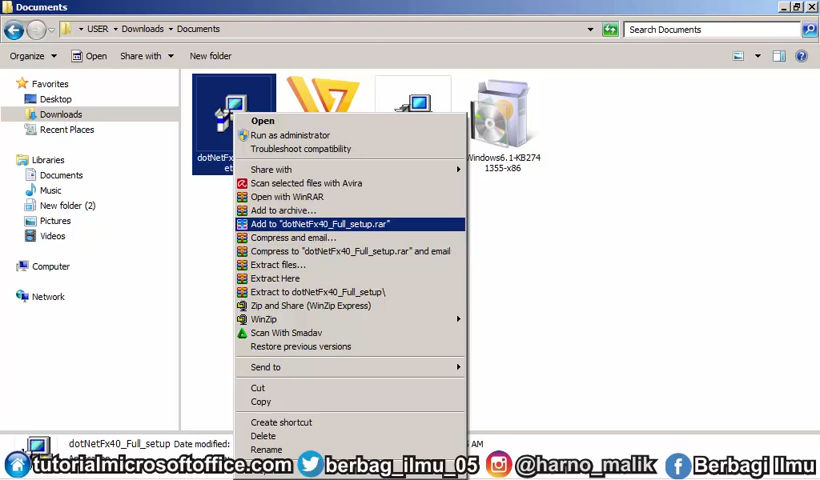 Documents
USER
Downloads
Documents
Search Documents
Organize
Open
Share with
New folder
Favorites
Desktop
Downloads
Recent Places
Libraries
Documents
Music
New folder (2)
Pictures
Videos
Computer
Network
Windows6.1-KB274
1355-x86
Open
Run as administrator
Troubleshoot compatibility
Share with
Scan selected files with Avira
Open with WinRAR
Add to archive...
Add to "dotNetFx40_Full_setup.rar"
Compress and email...
Compress to "dotNetFx40_Full_setup.rar" and email
Extract files...
Extract Here
Extract to dotNetFx40_Full_setup\
Zip and Share (WinZip Express)
WinZip
Scan With Smadav
Restore previous versions
Send to
Cut
Copy
Create shortcut
Delete
Rename
dotNetFx40_Full_setup Date modified:
tutorialmicrosoftoffice.com
berbag_ilmu_05
@harno_malik
Berbagi Ilmu